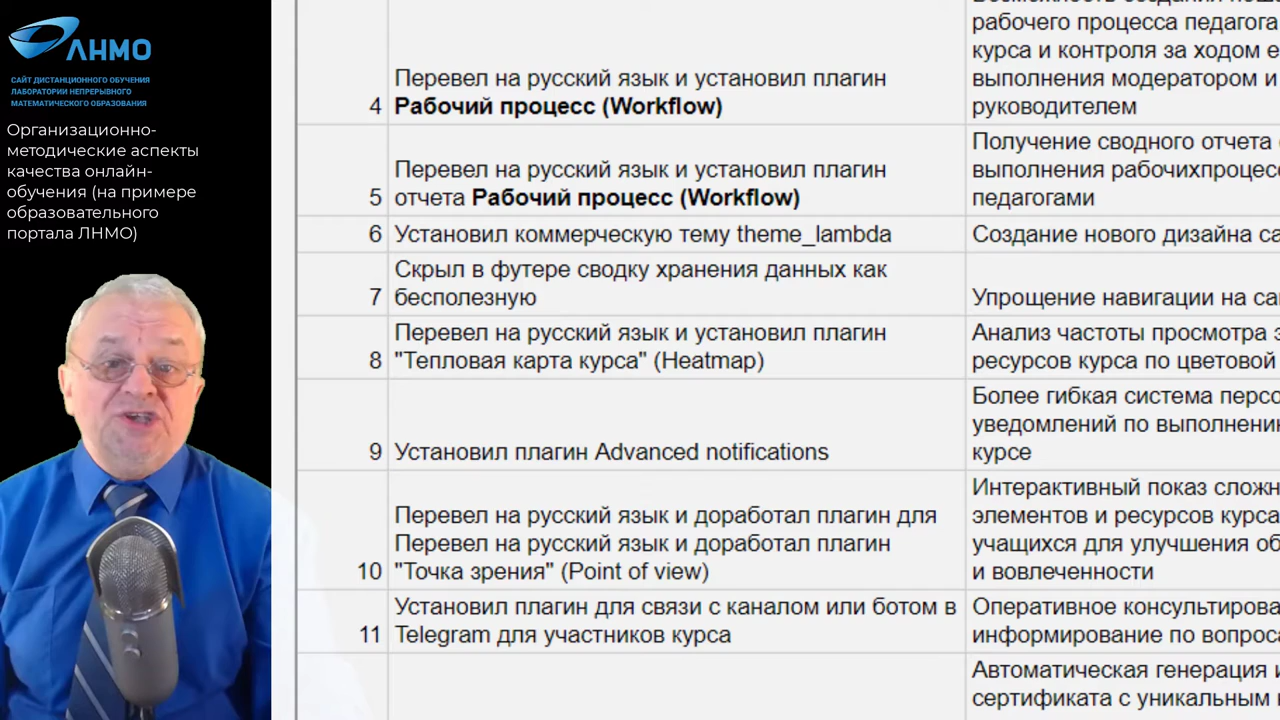 ЛНМО
САЙТ ДИСТАНЦИОННОГО ОБУЧЕНИЯ
ЛАБОРАТОРИИ НЕПРЕРЫВНОГО
МАТЕМАТИЧЕСКОГО ОБРАЗОВАНИЯ
Организационно-
методические аспекты
качества онлайн-
обучения (на примере
образовательного
портала ЛНМО)
рабочего процесса педагога
курса и контроля за ходом е
Перевел на русский язык и установил плагин
выполнения модератором и
4 Рабочий процесс (Workflow)
руководителем
Получение сводного отчета
Перевел на русский язык и установил плагин
выполнения рабочихпроцесс
5 отчета Рабочий процесс (Workflow)
педагогами
6 Установил коммерческую тему theme_lambda
Создание нового дизайна са
Скрыл в футере сводку хранения данных как
7 бесполезную
Упрощение навигации на са
Перевел на русский язык и установил плагин
Анализ частоты просмотра э
8 "Тепловая карта курса" (Heatmap)
ресурсов курса по цветовой
Более гибкая система персо
уведомлений по выполнени
9 Установил плагин Advanced notifications
курсе
Интерактивный показ сложн
Перевел на русский язык и доработал плагин для
элементов и ресурсов курса
Перевел на русский язык и доработал плагин
учащихся для улучшения об
10 "Точка зрения" (Point of view)
и вовлеченности
Установил плагин для связи с каналом или ботом в
Оперативное консультирова
11 Telegram для участников курса
информирование по вопроса
Автоматическая генерация и
сертификата с уникальным